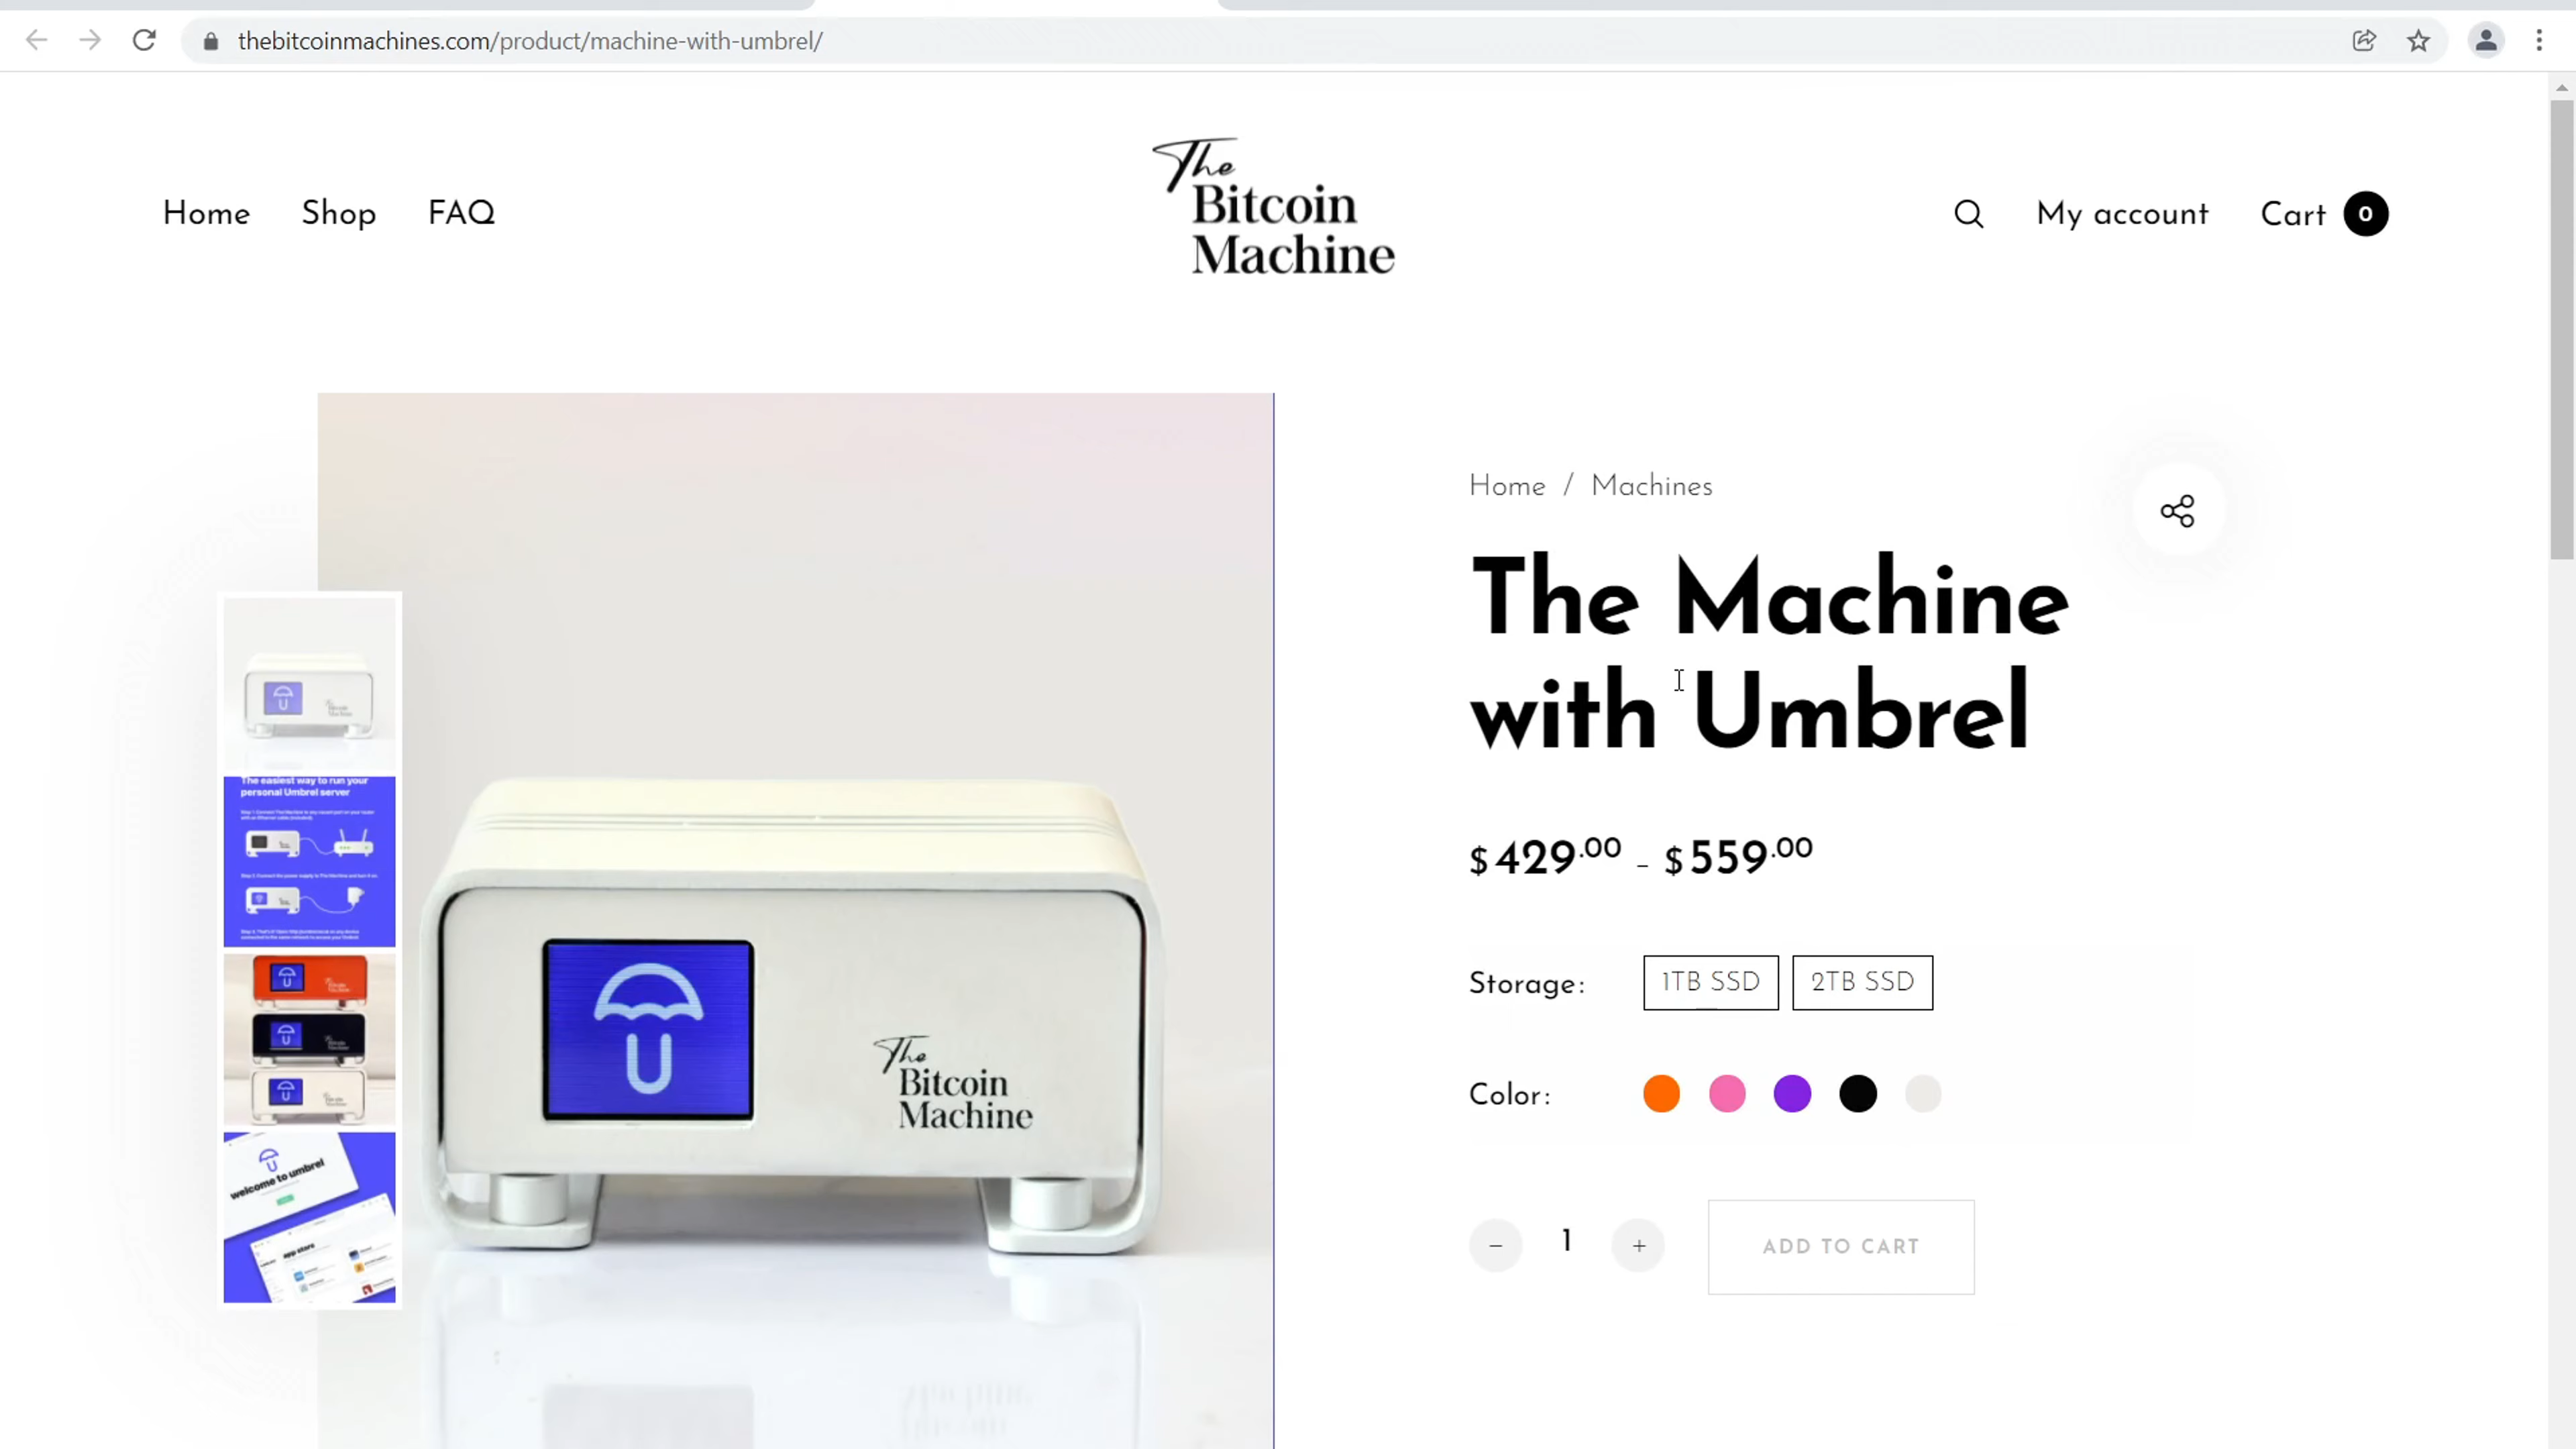 thebitcoinmachines.com/product/machine-with-umbrel/
Home Shop FAQ
The
Bitcoin
Machine
My account Cart 0
Home / Machines
The Machine
with Umbrel
$429.00 – $559.00
Storage: 1TB SSD 2TB SSD
Color:
− 1 + ADD TO CART
The easiest way to run your
personal Umbrel server
welcome to umbrel
app store
The
Bitcoin
Machine